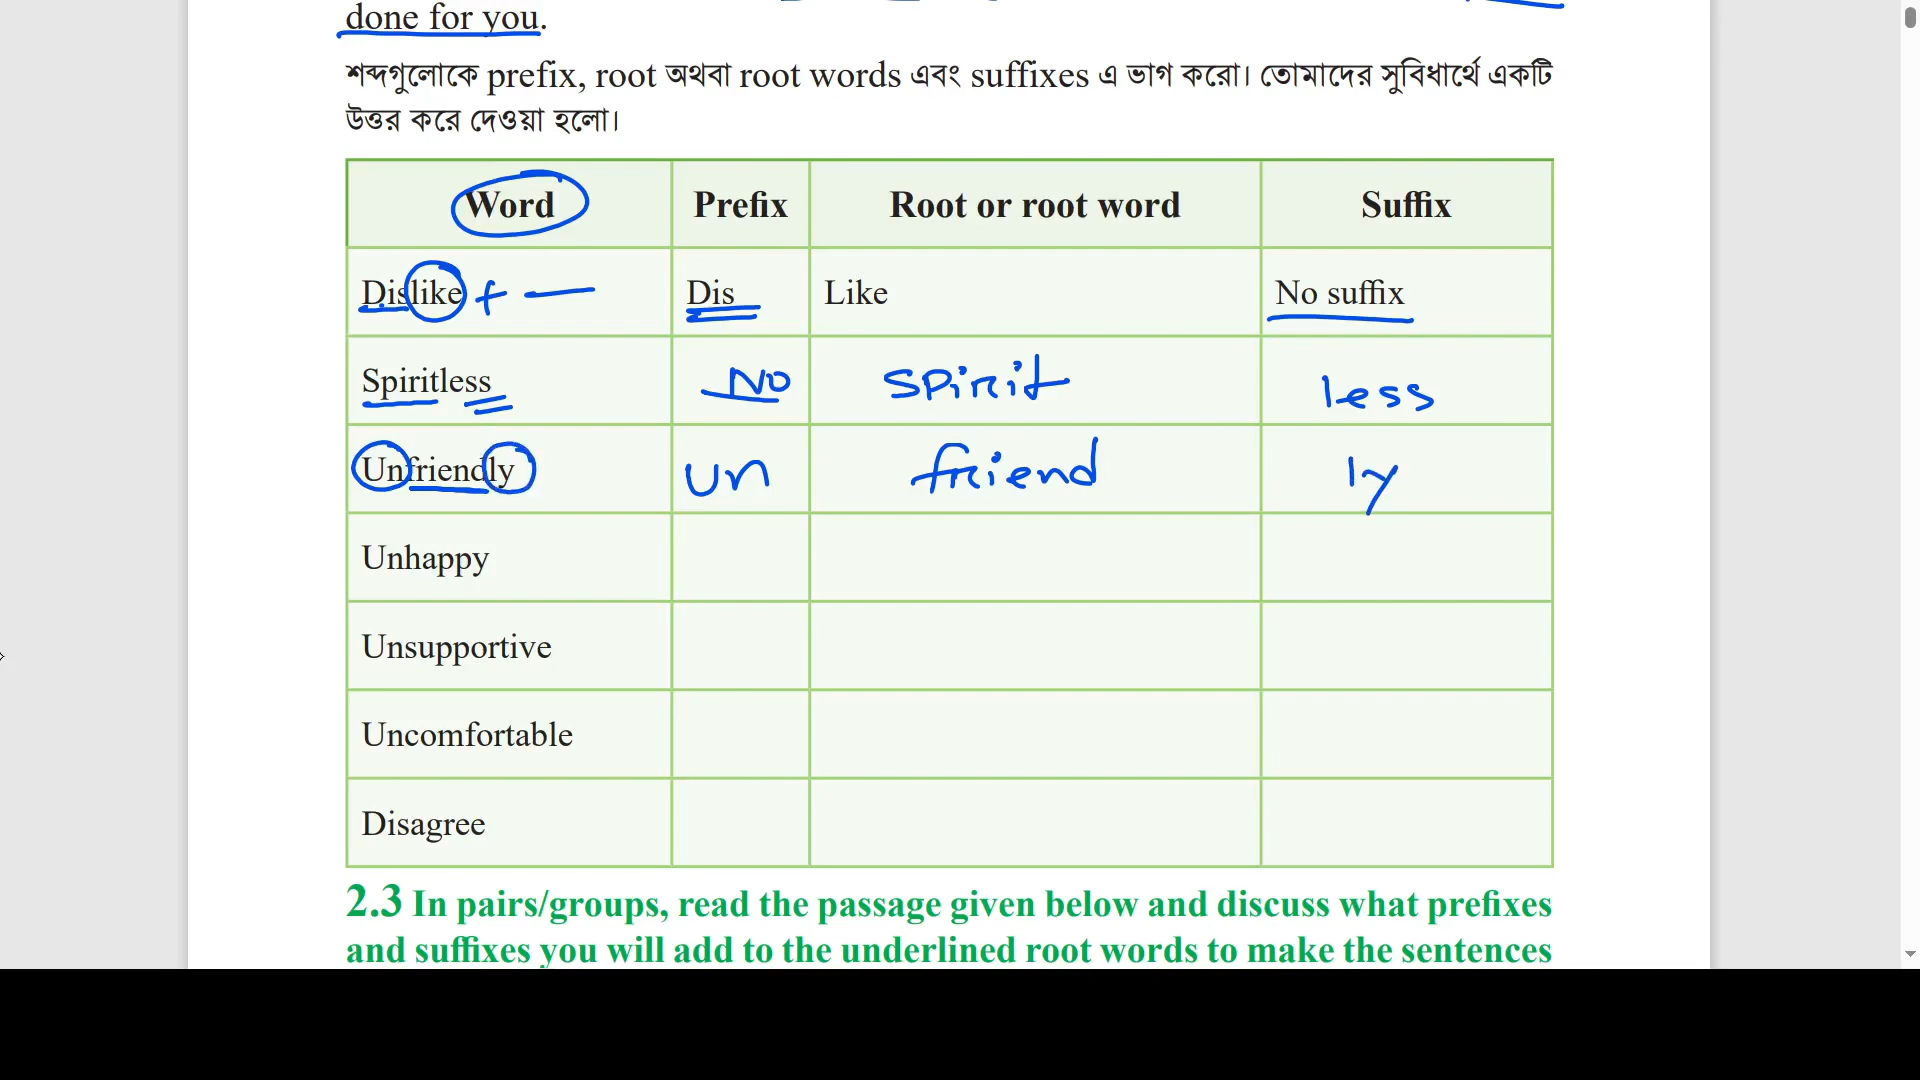 done for you.
শব্দগুলোকে prefix, root অথবা root words এবং suffixes এ ভাগ করো। তোমাদের সুবিধার্থে একটি
উত্তর করে দেওয়া হলো।
Word Prefix Root or root word Suffix
Dislike + — Dis Like No suffix
Spiritless No spirit less
Unfriendly un friend ly
Unhappy
Unsupportive
Uncomfortable
Disagree
2.3 In pairs/groups, read the passage given below and discuss what prefixes
and suffixes you will add to the underlined root words to make the sentences